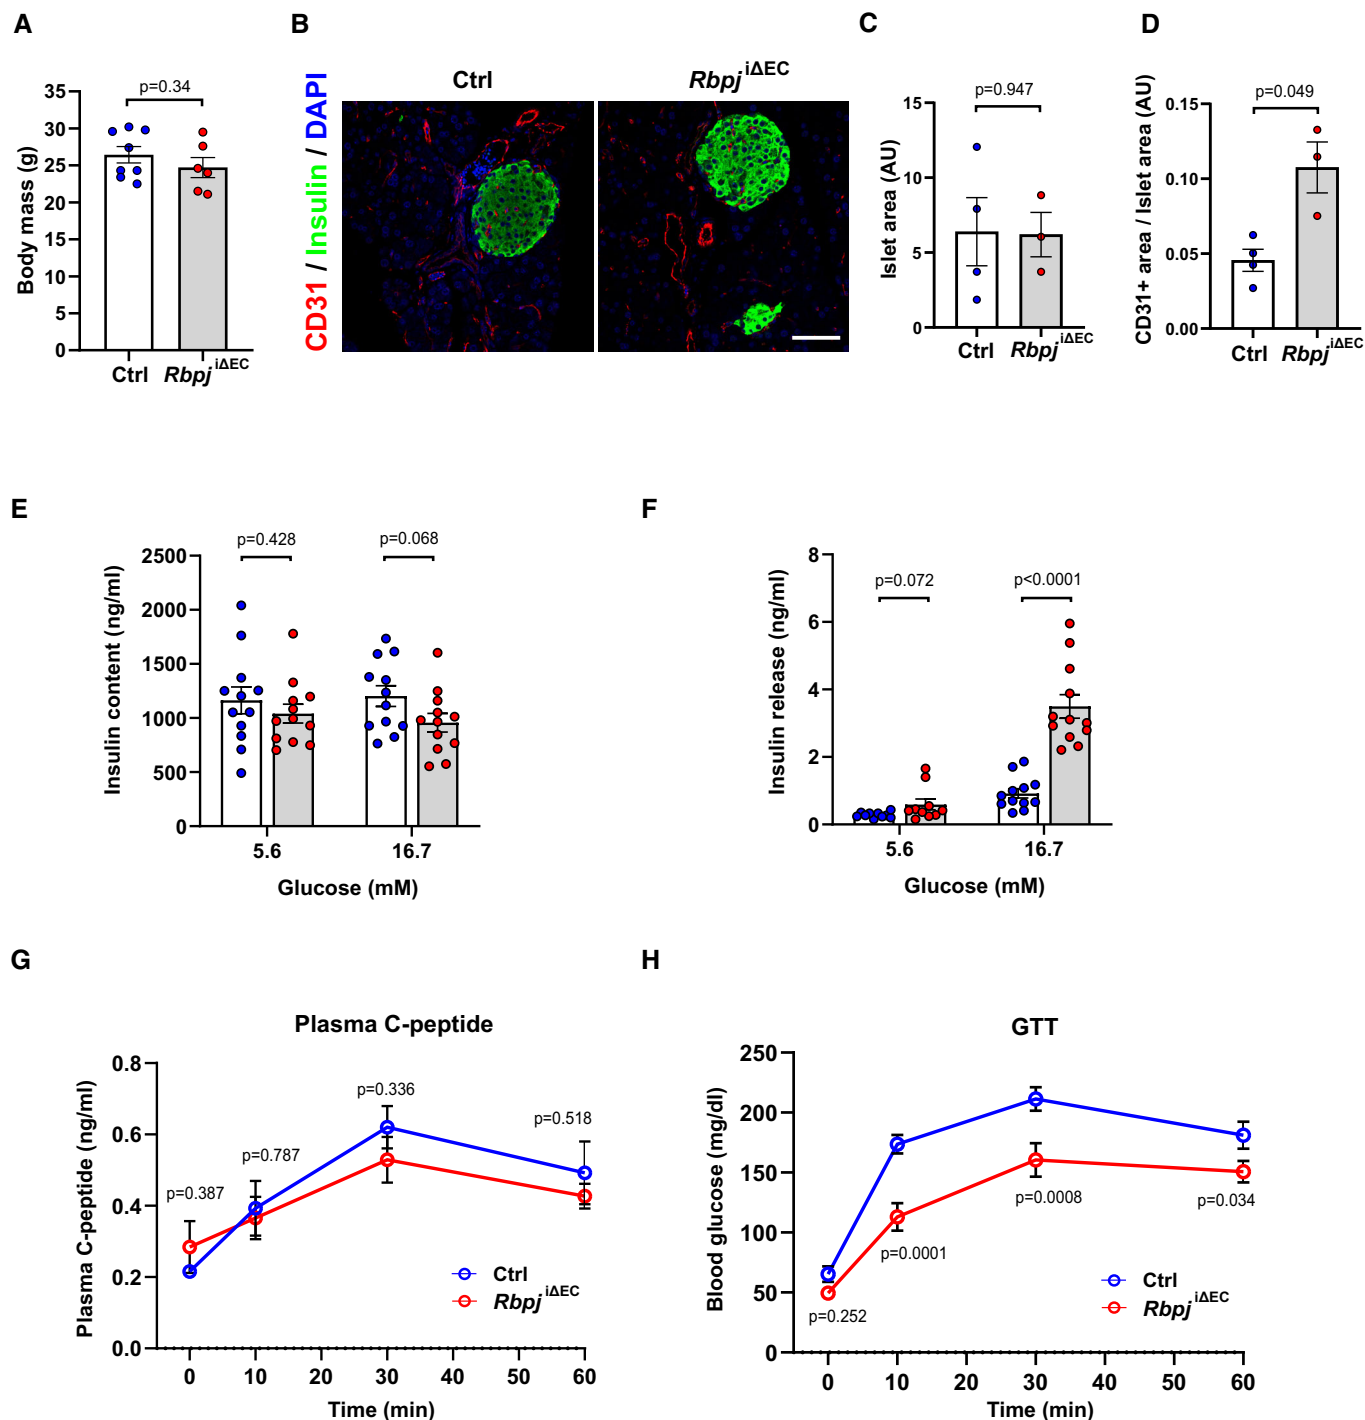 A
B
C
D
p=0.34
Body mass (g)
35
30
25
20
15
10
5
0
Ctrl Rbpj iΔEC
CD31 / Insulin / DAPI
Ctrl
Rbpj iΔEC
p=0.947
Islet area (AU)
15
10
5
0
Ctrl Rbpj iΔEC
p=0.049
CD31+ area / Islet area (AU)
0.15
0.10
0.05
0.00
Ctrl Rbpj iΔEC
E
F
p=0.428
p=0.068
Insulin content (ng/ml)
2500
2000
1500
1000
500
0
5.6 16.7
Glucose (mM)
p=0.072
p<0.0001
Insulin release (ng/ml)
8
6
4
2
0
5.6 16.7
Glucose (mM)
G
H
Plasma C-peptide
Plasma C-peptide (ng/ml)
0.8
0.6
0.4
0.2
0.0
p=0.387
p=0.787
p=0.336
p=0.518
Ctrl
Rbpj iΔEC
0 10 20 30 40 50 60
Time (min)
GTT
Blood glucose (mg/dl)
250
200
150
100
50
0
p=0.252
p=0.0001
p=0.0008
p=0.034
Ctrl
Rbpj iΔEC
0 10 20 30 40 50 60
Time (min)